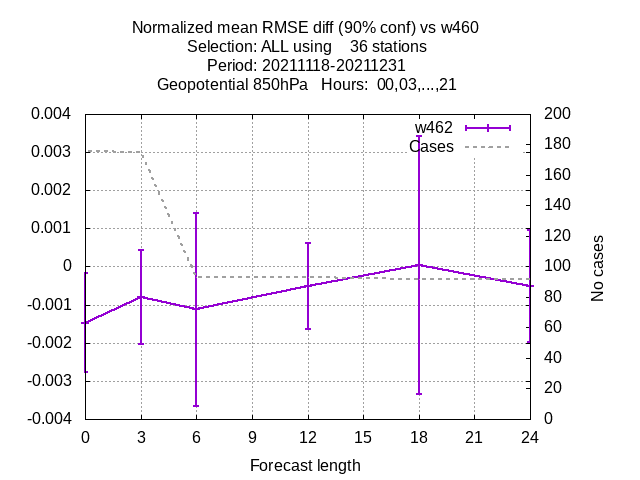 Normalized mean RMSE diff (90% conf) vs w460
Selection: ALL using    36 stations
Period: 20211118-20211231
Geopotential 850hPa   Hours:  00,03,...,21
w462
Cases
0.004
0.003
0.002
0.001
0
-0.001
-0.002
-0.003
-0.004
200
180
160
140
120
100
80
60
40
20
0
No cases
0 3 6 9 12 15 18 21 24
Forecast length